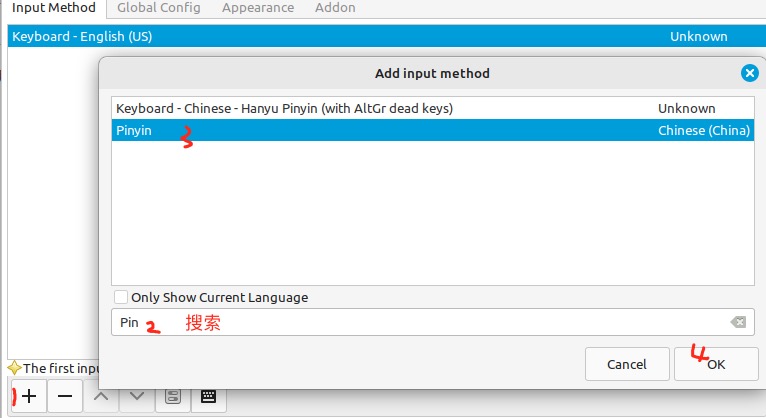 Input Method Global Config Appearance Addon
Keyboard - English (US) Unknown
Add input method
Keyboard - Chinese - Hanyu Pinyin (with AltGr dead keys) Unknown
Pinyin 3 Chinese (China)
Only Show Current Language
Pin 2 搜索
The first inpu
4
Cancel OK
1